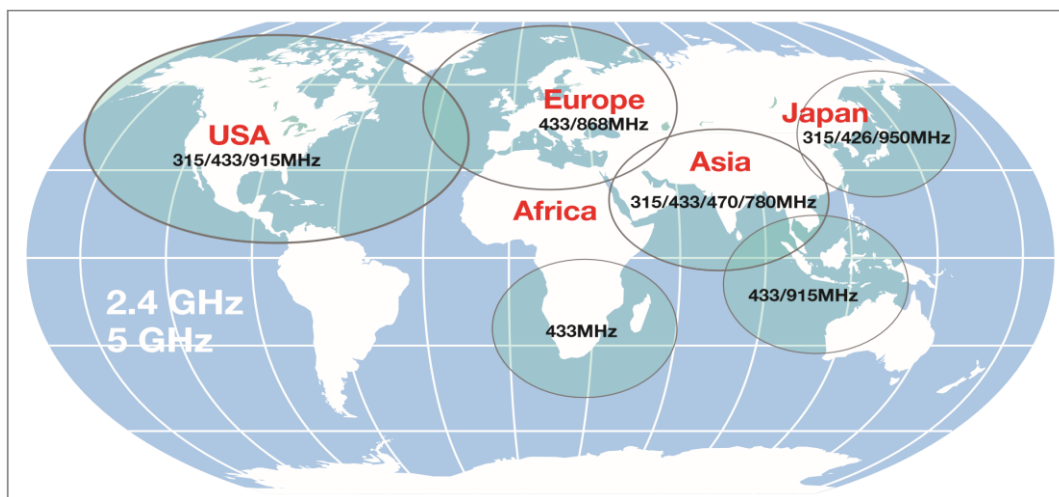 USA
315/433/915MHz
Europe
433/868MHz
Japan
315/426/950MHz
Asia
315/433/470/780MHz
Africa
433/915MHz
2.4 GHz
5 GHz
433MHz